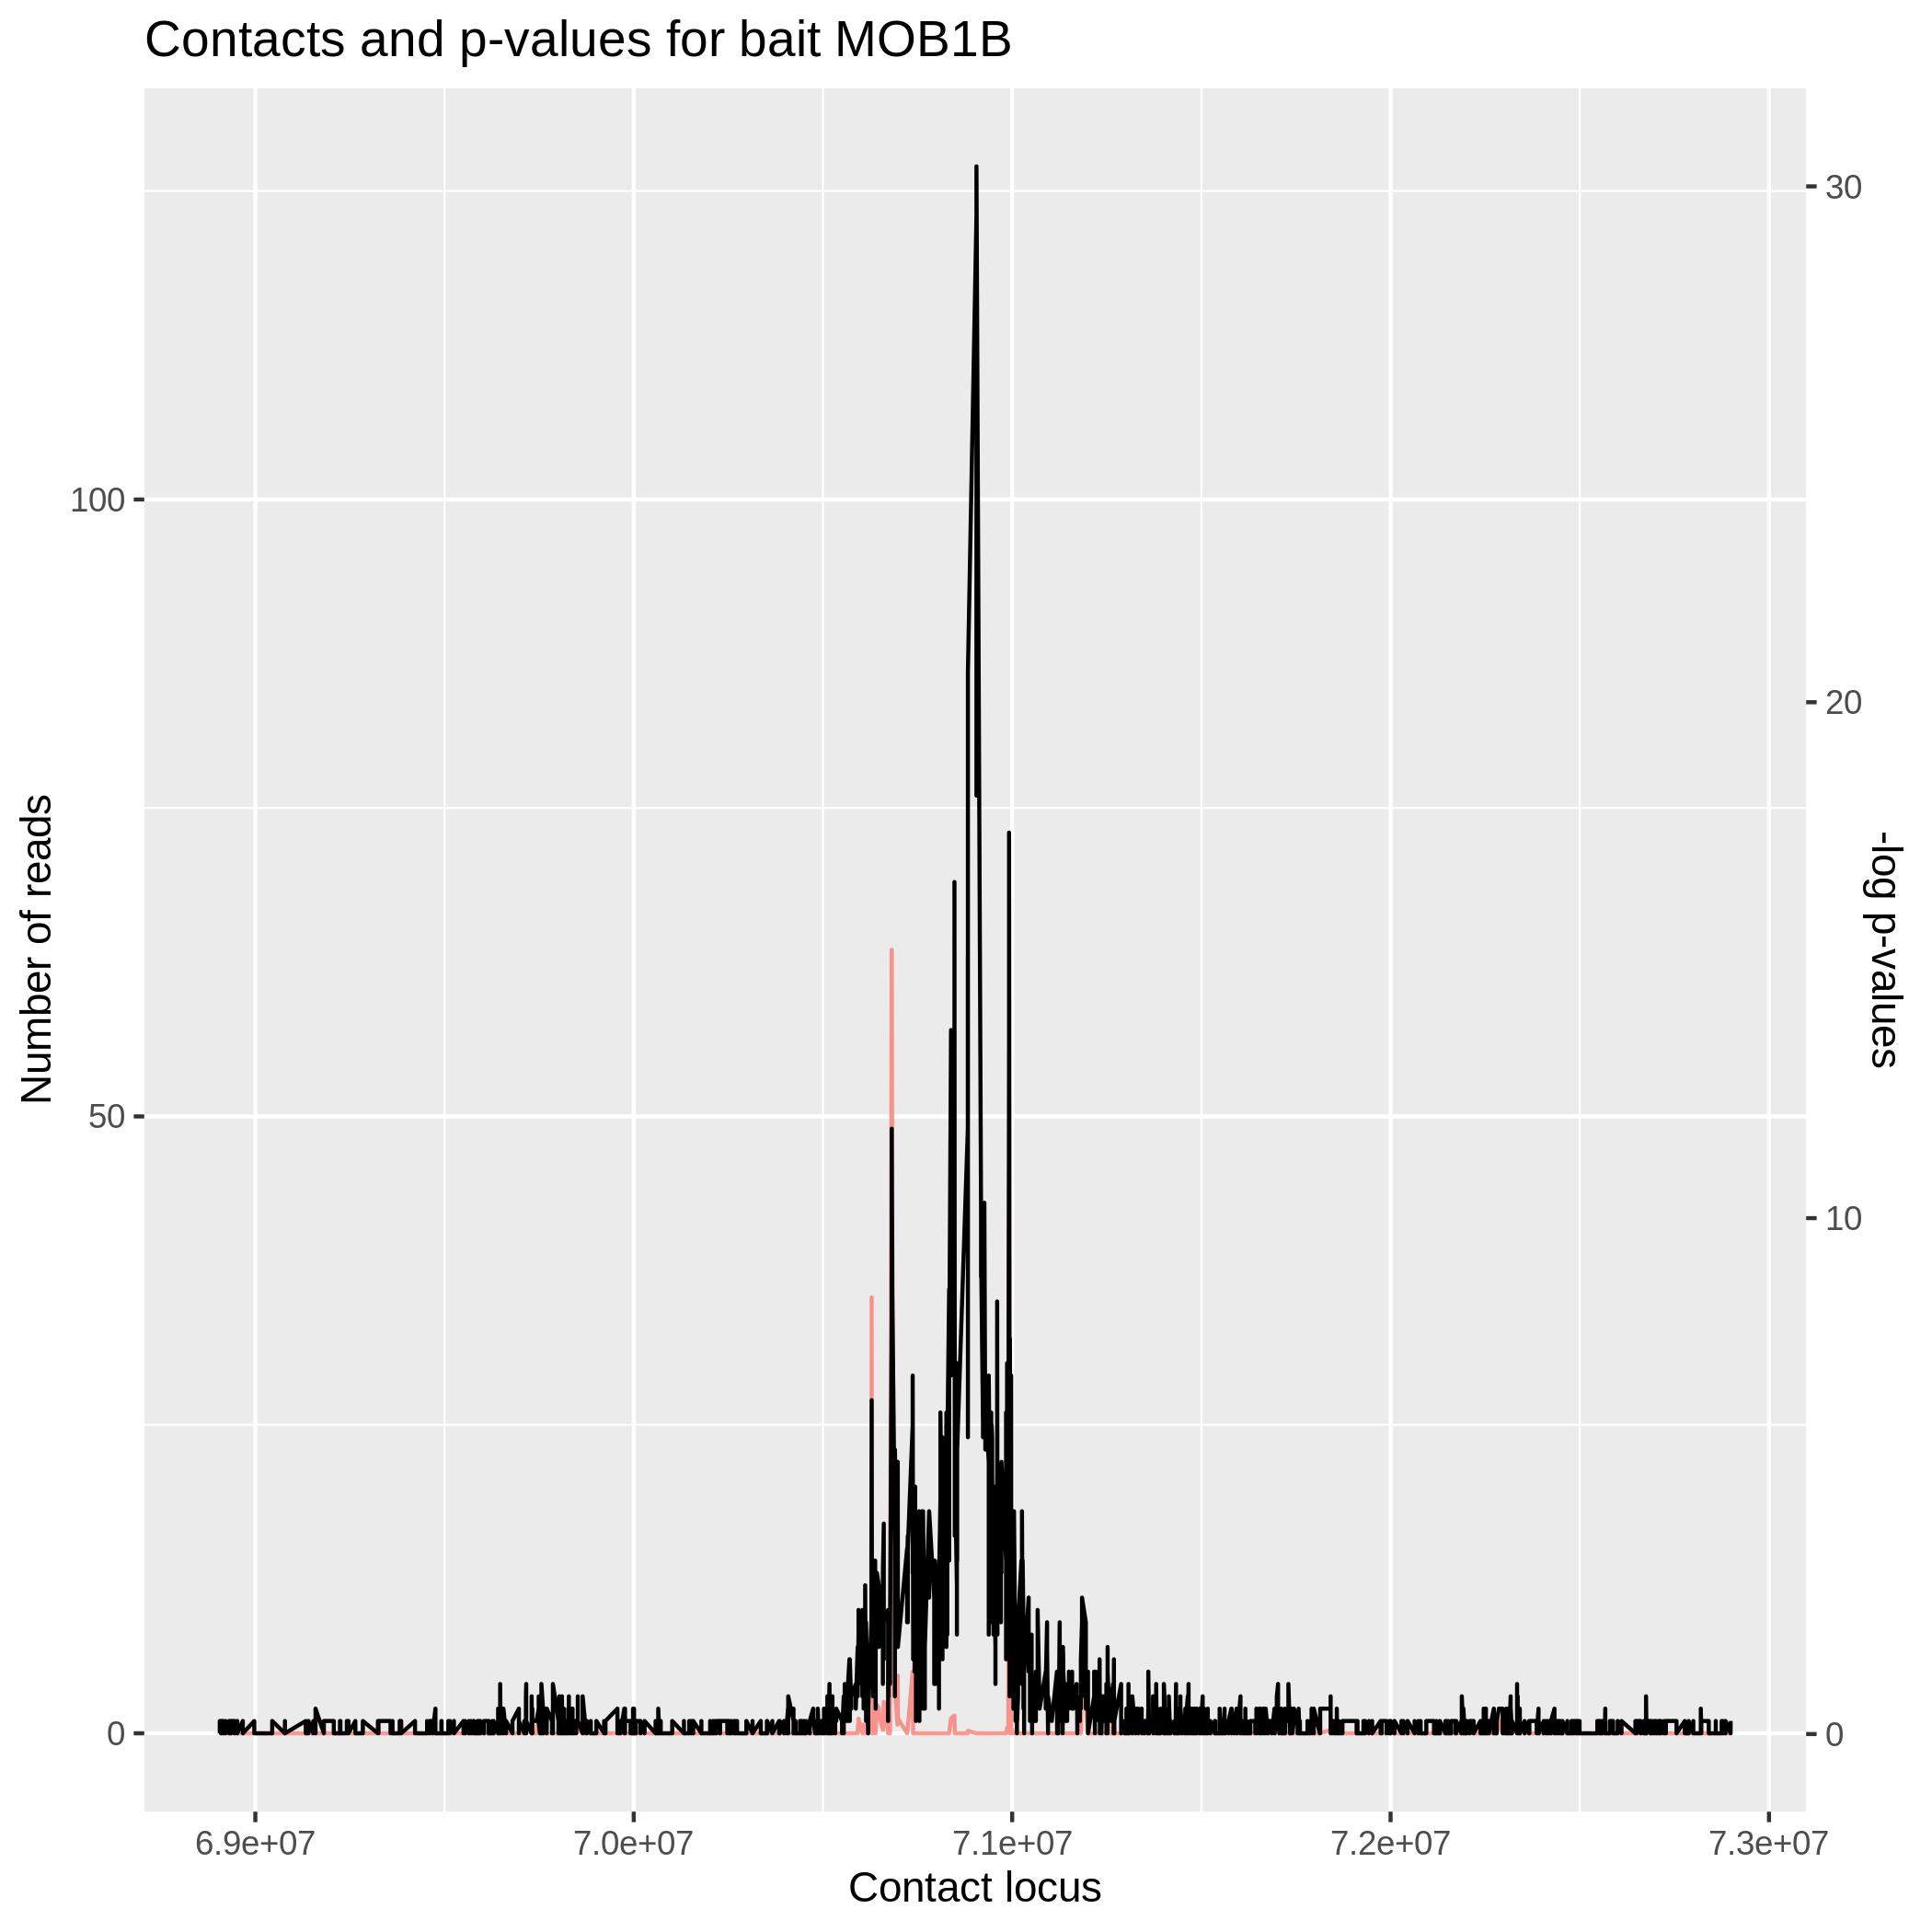 Contacts and p-values for bait MOB1B
30
100
20
Number of reads
-log p-values
50
10
0
0
6.9e+07
7.0e+07
7.1e+07
7.2e+07
7.3e+07
Contact locus